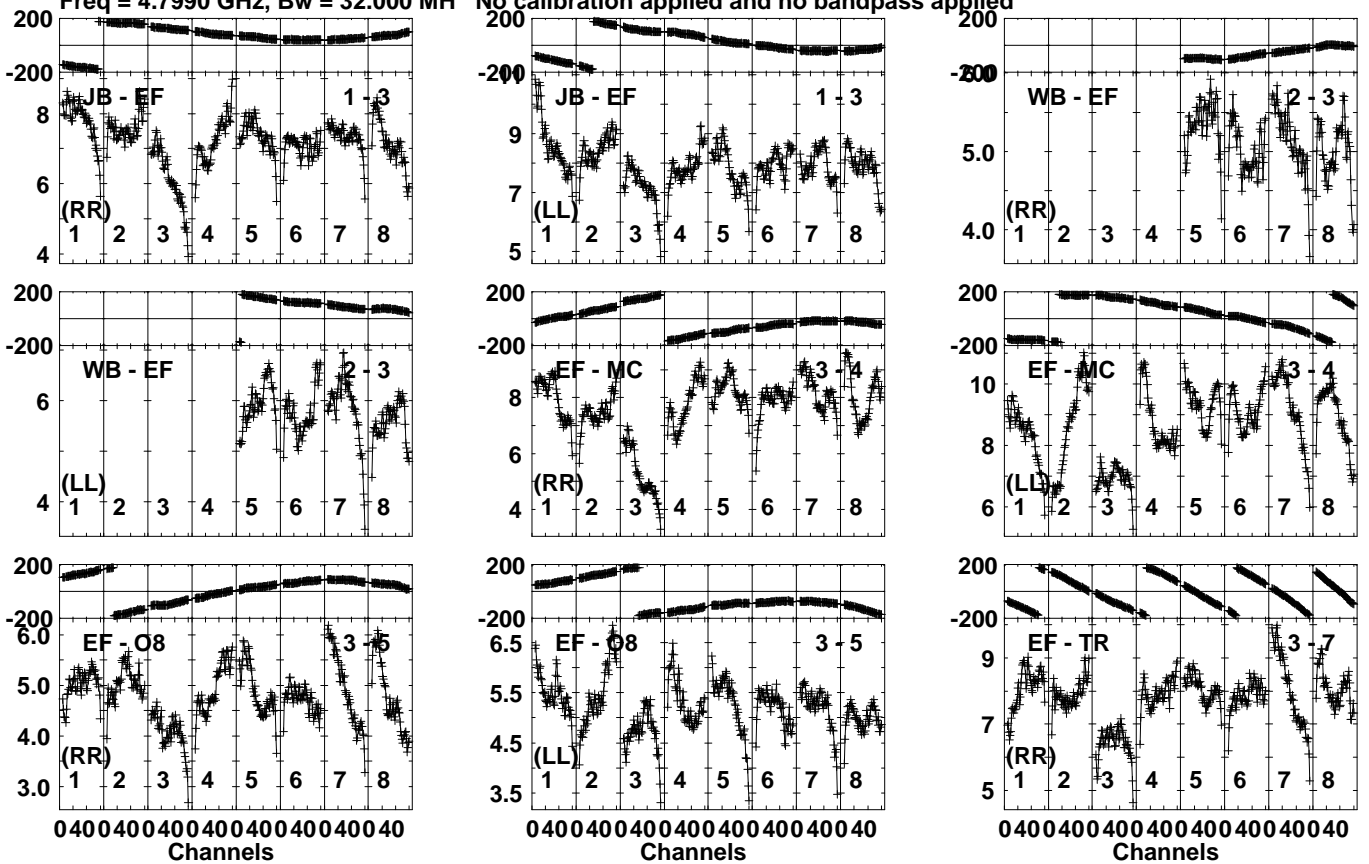 Freq = 4.7990 GHz, Bw = 32.000 MH No calibration applied and no bandpass applied
200
-200
8
6
4
JB - EF 1 - 3
(RR)
1 2 3 4 5 6 7 8
200
-200
11
9
7
5
JB - EF 1 - 3
(LL)
1 2 3 4 5 6 7 8
200
-200
6.0
5.0
4.0
WB - EF 2 - 3
(RR)
1 2 3 4 5 6 7 8
200
-200
6
4
WB - EF 2 - 3
(LL)
1 2 3 4 5 6 7 8
200
-200
8
6
4
EF - MC 3 - 4
(RR)
1 2 3 4 5 6 7 8
200
-200
10
8
6
EF - MC 3 - 4
(LL)
1 2 3 4 5 6 7 8
200
-200
6.0
5.0
4.0
3.0
EF - O8 3 - 5
(RR)
1 2 3 4 5 6 7 8
0 40 0 40 0 40 0 40 0 40 0 40 0 40 0 40
Channels
200
-200
6.5
5.5
4.5
3.5
EF - O8 3 - 5
(LL)
1 2 3 4 5 6 7 8
0 40 0 40 0 40 0 40 0 40 0 40 0 40 0 40
Channels
200
-200
9
7
5
EF - TR 3 - 7
(RR)
1 2 3 4 5 6 7 8
0 40 0 40 0 40 0 40 0 40 0 40 0 40 0 40
Channels